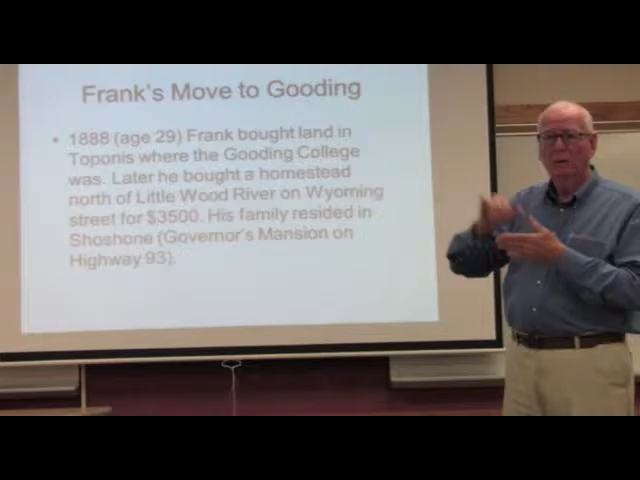 Frank's Move to Gooding
• 1888 (age 29) Frank bought land in
Toponis where the Gooding College
was. Later he bought a homestead
north of Little Wood River on Wyoming
street for $3500. His family resided in
Shoshone (Governor's Mansion on
Highway 93).